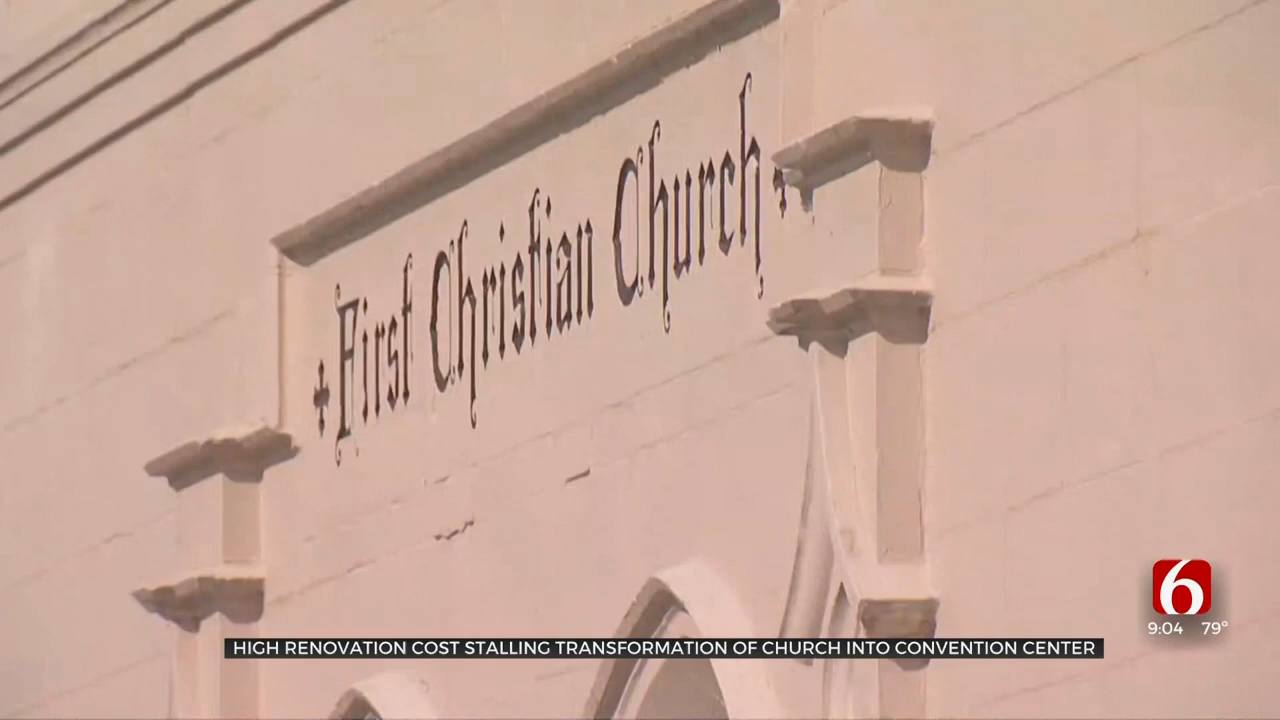 First Christian Church
6
9:04 79°
HIGH RENOVATION COST STALLING TRANSFORMATION OF CHURCH INTO CONVENTION CENTER